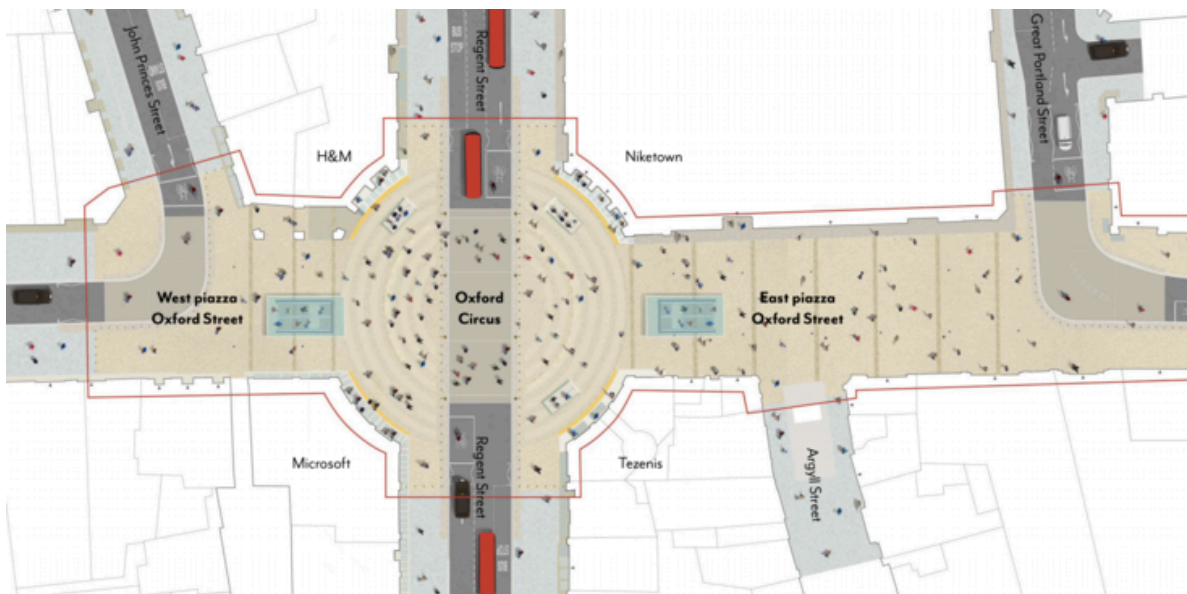 John Princes Street
Regent Street
Great Portland Street
H&M
Niketown
West piazza
Oxford Street
Oxford
Circus
East piazza
Oxford Street
Microsoft
Regent Street
Tezenis
Argyll Street